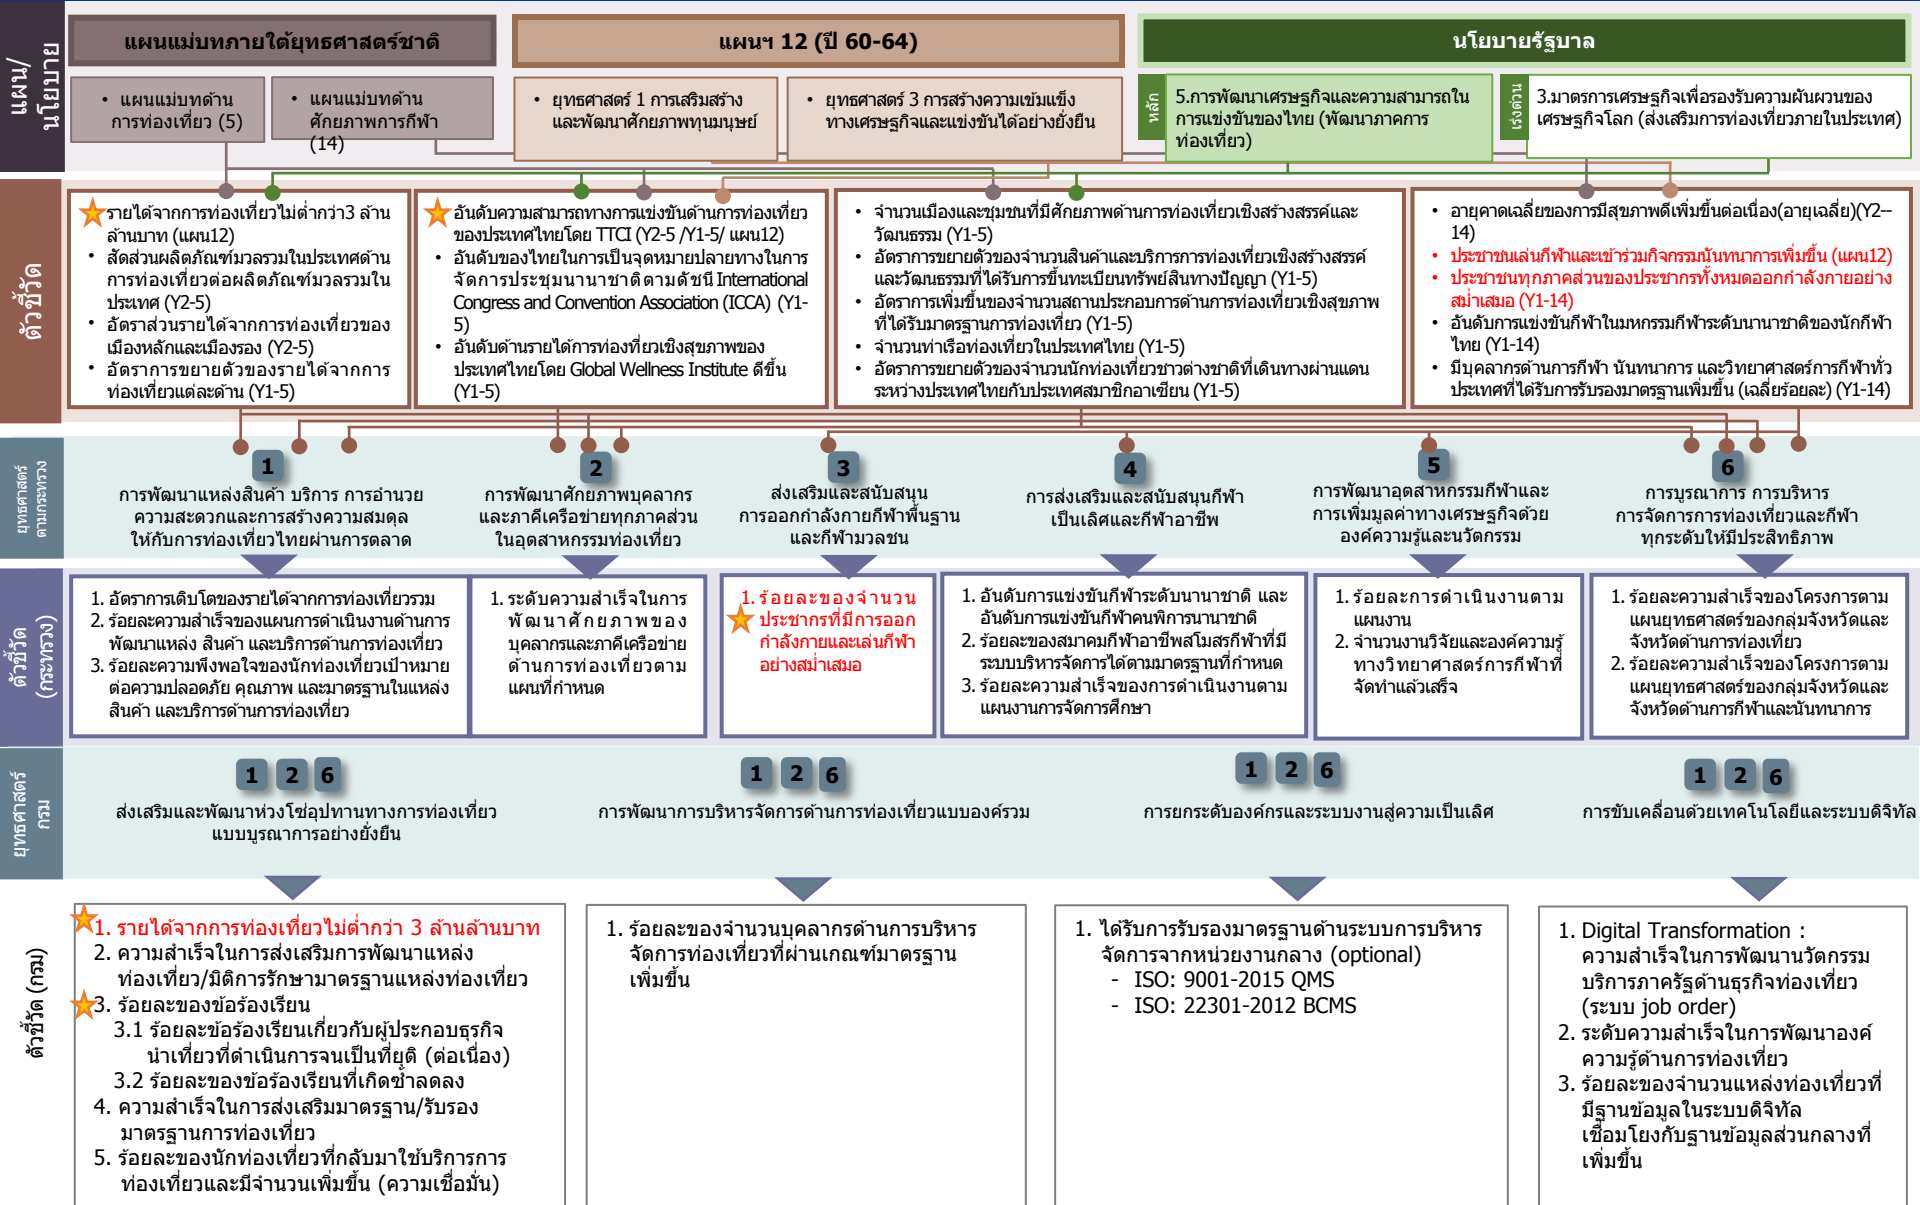 แผน/
นโยบาย
แผนแม่บทภายใต้ยุทธศาสตร์ชาติ
แผนฯ 12 (ปี 60-64)
นโยบายรัฐบาล
• แผนแม่บทด้าน
การท่องเที่ยว (5)
• แผนแม่บทด้าน
ศักยภาพการกีฬา
(14)
• ยุทธศาสตร์ 1 การเสริมสร้าง
และพัฒนาศักยภาพทุนมนุษย์
• ยุทธศาสตร์ 3 การสร้างความเข้มแข็ง
ทางเศรษฐกิจและแข่งขันได้อย่างยั่งยืน
หลัก
5.การพัฒนาเศรษฐกิจและความสามารถใน
การแข่งขันของไทย (พัฒนาภาคการ
ท่องเที่ยว)
เร่งด่วน
3.มาตรการเศรษฐกิจเพื่อรองรับความผันผวนของ
เศรษฐกิจโลก (ส่งเสริมการท่องเที่ยวภายในประเทศ)
ตัวชี้วัด
รายได้จากการท่องเที่ยวไม่ต่ำกว่า3 ล้าน
ล้านบาท (แผน12)
• สัดส่วนผลิตภัณฑ์มวลรวมในประเทศด้าน
การท่องเที่ยวต่อผลิตภัณฑ์มวลรวมใน
ประเทศ (Y2-5)
• อัตราส่วนรายได้จากการท่องเที่ยวของ
เมืองหลักและเมืองรอง (Y2-5)
• อัตราการขยายตัวของรายได้จากการ
ท่องเที่ยวแต่ละด้าน (Y1-5)
อันดับความสามารถทางการแข่งขันด้านการท่องเที่ยว
ของประเทศไทยโดย TTCI (Y2-5 /Y1-5/ แผน12)
• อันดับของไทยในการเป็นจุดหมายปลายทางในการ
จัดการประชุมนานาชาติตามดัชนี International
Congress and Convention Association (ICCA) (Y1-
5)
• อันดับด้านรายได้การท่องเที่ยวเชิงสุขภาพของ
ประเทศไทยโดย Global Wellness Institute ดีขึ้น
(Y1-5)
• จำนวนเมืองและชุมชนที่มีศักยภาพด้านการท่องเที่ยวเชิงสร้างสรรค์และ
วัฒนธรรม (Y1-5)
• อัตราการขยายตัวของจำนวนสินค้าและบริการการท่องเที่ยวเชิงสร้างสรรค์
และวัฒนธรรมที่ได้รับการขึ้นทะเบียนทรัพย์สินทางปัญญา (Y1-5)
• อัตราการเพิ่มขึ้นของจำนวนสถานประกอบการด้านการท่องเที่ยวเชิงสุขภาพ
ที่ได้รับมาตรฐานการท่องเที่ยว (Y1-5)
• จำนวนท่าเรือท่องเที่ยวในประเทศไทย (Y1-5)
• อัตราการขยายตัวของจำนวนนักท่องเที่ยวชาวต่างชาติที่เดินทางผ่านแดน
ระหว่างประเทศไทยกับประเทศสมาชิกอาเซียน (Y1-5)
• อายุคาดเฉลี่ยของการมีสุขภาพดีเพิ่มขึ้นต่อเนื่อง(อายุเฉลี่ย)(Y2--
14)
• ประชาชนเล่นกีฬาและเข้าร่วมกิจกรรมนันทนาการเพิ่มขึ้น (แผน12)
• ประชาชนทุกภาคส่วนของประชากรทั้งหมดออกกำลังกายอย่าง
สม่ำเสมอ (Y1-14)
• อันดับการแข่งขันกีฬาในมหกรรมกีฬาระดับนานาชาติของนักกีฬา
ไทย (Y1-14)
• มีบุคลากรด้านการกีฬา นันทนาการ และวิทยาศาสตร์การกีฬาทั่ว
ประเทศที่ได้รับการรับรองมาตรฐานเพิ่มขึ้น (เฉลี่ยร้อยละ) (Y1-14)
ยุทธศาสตร์
ตามกระทรวง
1
การพัฒนาแหล่งสินค้า บริการ การอำนวย
ความสะดวกและการสร้างความสมดุล
ให้กับการท่องเที่ยวไทยผ่านการตลาด
2
การพัฒนาศักยภาพบุคลากร
และภาคีเครือข่ายทุกภาคส่วน
ในอุตสาหกรรมท่องเที่ยว
3
ส่งเสริมและสนับสนุน
การออกกำลังกายกีฬาพื้นฐาน
และกีฬามวลชน
4
การส่งเสริมและสนับสนุนกีฬา
เป็นเลิศและกีฬาอาชีพ
5
การพัฒนาอุตสาหกรรมกีฬาและ
การเพิ่มมูลค่าทางเศรษฐกิจด้วย
องค์ความรู้และนวัตกรรม
6
การบูรณาการ การบริหาร
การจัดการการท่องเที่ยวและกีฬา
ทุกระดับให้มีประสิทธิภาพ
ตัวชี้วัด
(กระทรวง)
1. อัตราการเติบโตของรายได้จากการท่องเที่ยวรวม
2. ร้อยละความสำเร็จของแผนการดำเนินงานด้านการ
พัฒนาแหล่ง สินค้า และบริการด้านการท่องเที่ยว
3. ร้อยละความพึงพอใจของนักท่องเที่ยวเป้าหมาย
ต่อความปลอดภัย คุณภาพ และมาตรฐานในแหล่ง
สินค้า และบริการด้านการท่องเที่ยว
1. ระดับความสำเร็จในการ
พัฒนาศักยภาพของ
บุคลากรและภาคีเครือข่าย
ด้านการท่องเที่ยวตาม
แผนที่กำหนด
1. ร้อยละของจำนวน
ประชากรที่มีการออก
กำลังกายและเล่นกีฬา
อย่างสม่ำเสมอ
1. อันดับการแข่งขันกีฬาระดับนานาชาติ และ
อันดับการแข่งขันกีฬาคนพิการนานาชาติ
2. ร้อยละของสมาคมกีฬาอาชีพสโมสรกีฬาที่มี
ระบบบริหารจัดการได้ตามมาตรฐานที่กำหนด
3. ร้อยละความสำเร็จของการดำเนินงานตาม
แผนงานการจัดการศึกษา
1. ร้อยละการดำเนินงานตาม
แผนงาน
2. จำนวนงานวิจัยและองค์ความรู้
ทางวิทยาศาสตร์การกีฬาที่
จัดทำแล้วเสร็จ
1. ร้อยละความสำเร็จของโครงการตาม
แผนยุทธศาสตร์ของกลุ่มจังหวัดและ
จังหวัดด้านการท่องเที่ยว
2. ร้อยละความสำเร็จของโครงการตาม
แผนยุทธศาสตร์ของกลุ่มจังหวัดและ
จังหวัดด้านการกีฬาและนันทนาการ
ยุทธศาสตร์
กรม
1 2 6
ส่งเสริมและพัฒนาห่วงโซ่อุปทานทางการท่องเที่ยว
แบบบูรณาการอย่างยั่งยืน
1 2 6
การพัฒนาการบริหารจัดการด้านการท่องเที่ยวแบบองค์รวม
1 2 6
การยกระดับองค์กรและระบบงานสู่ความเป็นเลิศ
1 2 6
การขับเคลื่อนด้วยเทคโนโลยีและระบบดิจิทัล
ตัวชี้วัด (กรม)
1. รายได้จากการท่องเที่ยวไม่ต่ำกว่า 3 ล้านล้านบาท
2. ความสำเร็จในการส่งเสริมการพัฒนาแหล่ง
ท่องเที่ยว/มิติการรักษามาตรฐานแหล่งท่องเที่ยว
3. ร้อยละของข้อร้องเรียน
3.1 ร้อยละข้อร้องเรียนเกี่ยวกับผู้ประกอบธุรกิจ
นำเที่ยวที่ดำเนินการจนเป็นที่ยุติ (ต่อเนื่อง)
3.2 ร้อยละของข้อร้องเรียนที่เกิดซ้ำลดลง
4. ความสำเร็จในการส่งเสริมมาตรฐาน/รับรอง
มาตรฐานการท่องเที่ยว
5. ร้อยละของนักท่องเที่ยวที่กลับมาใช้บริการการ
ท่องเที่ยวและมีจำนวนเพิ่มขึ้น (ความเชื่อมั่น)
1. ร้อยละของจำนวนบุคลากรด้านการบริหาร
จัดการท่องเที่ยวที่ผ่านเกณฑ์มาตรฐาน
เพิ่มขึ้น
1. ได้รับการรับรองมาตรฐานด้านระบบการบริหาร
จัดการจากหน่วยงานกลาง (optional)
- ISO: 9001-2015 QMS
- ISO: 22301-2012 BCMS
1. Digital Transformation :
ความสำเร็จในการพัฒนานวัตกรรม
บริการภาครัฐด้านธุรกิจท่องเที่ยว
(ระบบ job order)
2. ระดับความสำเร็จในการพัฒนาองค์
ความรู้ด้านการท่องเที่ยว
3. ร้อยละของจำนวนแหล่งท่องเที่ยวที่
มีฐานข้อมูลในระบบดิจิทัล
เชื่อมโยงกับฐานข้อมูลส่วนกลางที่
เพิ่มขึ้น